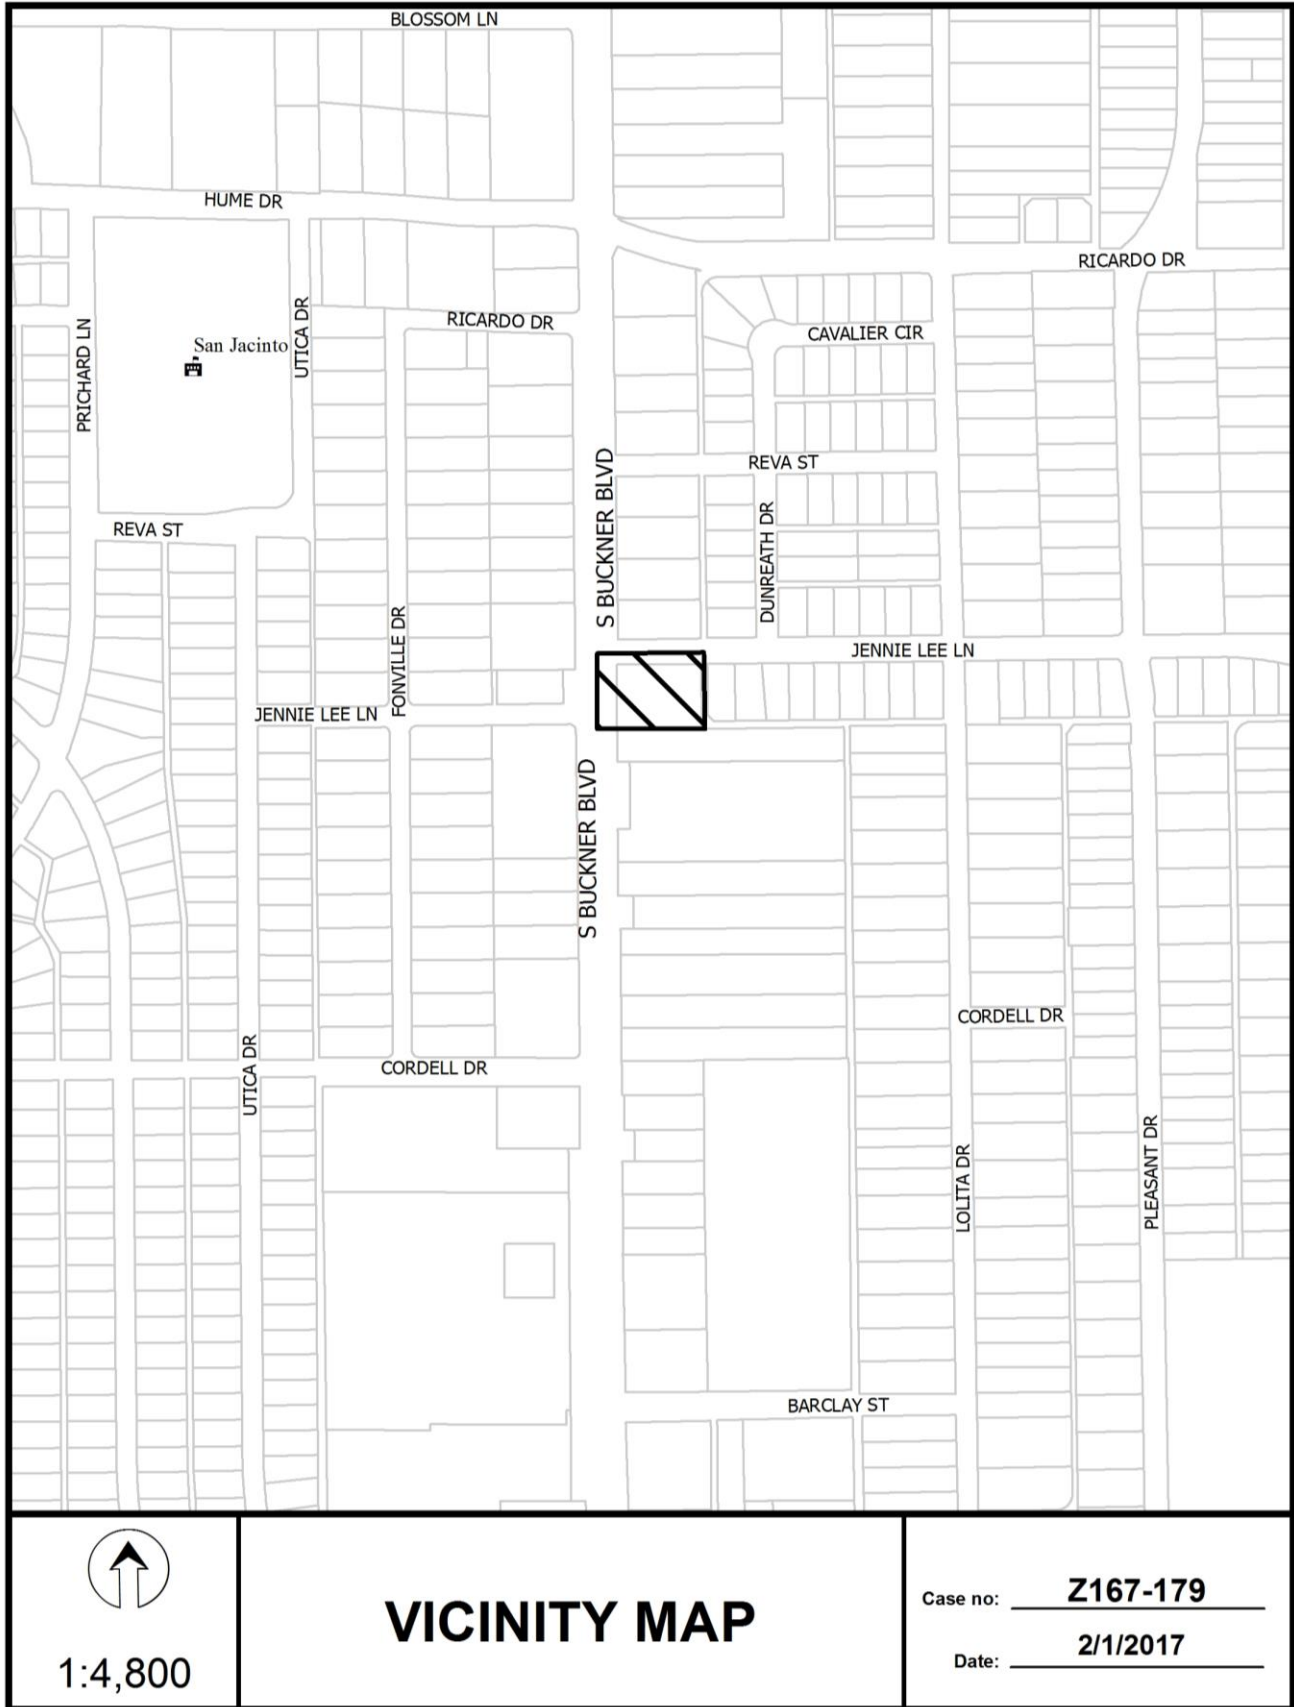 BLOSSOM LN
HUME DR
RICARDO DR
RICARDO DR
CAVALIER CIR
UTICA DR
San Jacinto
PRICHARD LN
REVA ST
S BUCKNER BLVD
DUNREATH DR
REVA ST
FONVILLE DR
JENNIE LEE LN
JENNIE LEE LN
S BUCKNER BLVD
CORDELL DR
UTICA DR
CORDELL DR
LOLITA DR
PLEASANT DR
BARCLAY ST
1:4,800
VICINITY MAP
Case no: Z167-179
Date: 2/1/2017